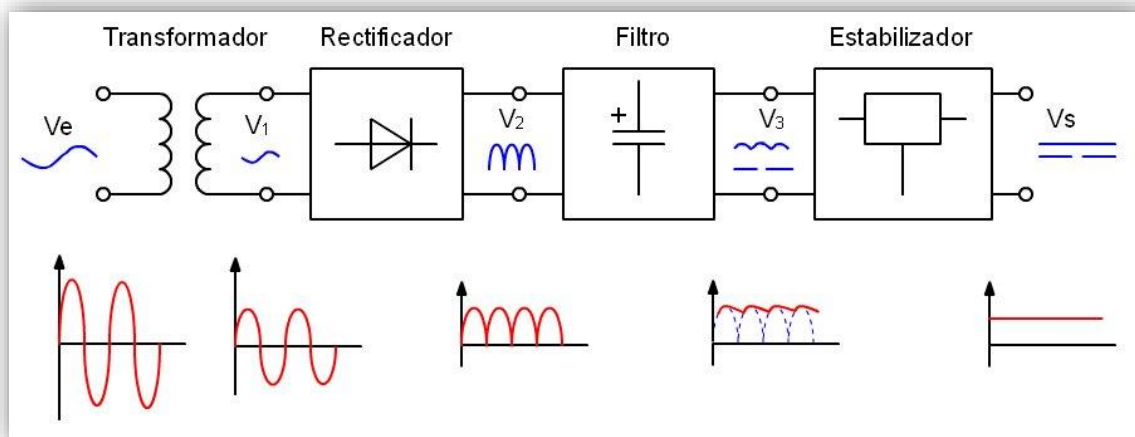 Transformador Rectificador Filtro Estabilizador
Ve V1 V2 + V3 Vs